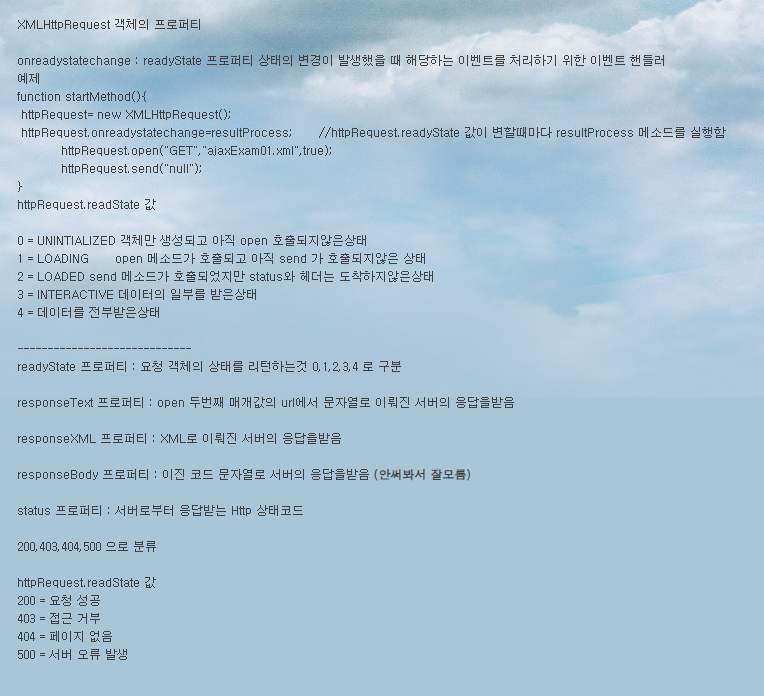 XMLHttpRequest 객체의 프로퍼티
onreadystatechange : readyState 프로퍼티 상태의 변경이 발생했을 때 해당하는 이벤트를 처리하기 위한 이벤트 핸들러
예제
function startMethod(){
httpRequest= new XMLHttpRequest();
httpRequest.onreadystatechange=resultProcess; //httpRequest.readyState 값이 변할때마다 resultProcess 메소드를 실행함
httpRequest.open("GET","ajaxExam01.xml",true);
httpRequest.send("null");
}
httpRequest.readState 값
0 = UNINTIALIZED 객체만 생성되고 아직 open 호출되지않은상태
1 = LOADING open 메소드가 호출되고 아직 send 가 호출되지않은 상태
2 = LOADED send 메소드가 호출되었지만 status와 헤더는 도착하지않은상태
3 = INTERACTIVE 데이터의 일부를 받은상태
4 = 데이터를 전부받은상태
-----------------------------
readyState 프로퍼티 : 요청 객체의 상태를 리턴하는것 0,1,2,3,4 로 구분
responseText 프로퍼티 : open 두번째 매개값의 url에서 문자열로 이뤄진 서버의 응답을받음
responseXML 프로퍼티 : XML로 이뤄진 서버의 응답을받음
responseBody 프로퍼티 : 이진 코드 문자열로 서버의 응답을받음 (안써봐서 잘모름)
status 프로퍼티 : 서버로부터 응답받는 Http 상태코드
200,403,404,500 으로 분류
httpRequest.readState 값
200 = 요청 성공
403 = 접근 거부
404 = 페이지 없음
500 = 서버 오류 발생